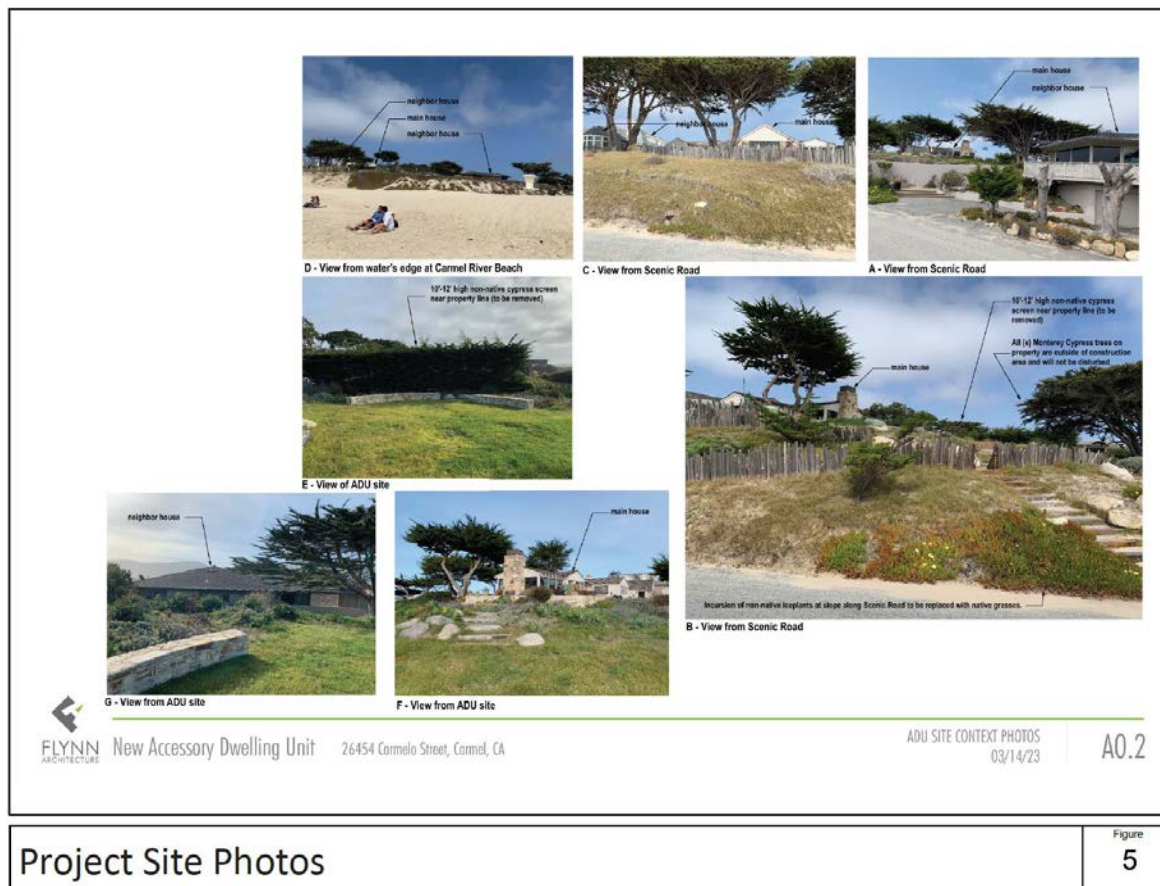 neighbor house
main house
neighbor house
D - View from water's edge at Carmel River Beach
neighbor house
main house
C - View from Scenic Road
main house
neighbor house
A - View from Scenic Road
10'-12' high non-native cypress
screen near property line (to be removed)
E - View of ADU site
10'-12' high non-native cypress
screen near property line (to be
removed)
All (e) Monterey Cypress trees on
property are outside of construction
area and will not be disturbed
main house
Incursion of non-native iceplants at slope along Scenic Road to be replaced with native grasses.
B - View from Scenic Road
neighbor house
G - View from ADU site
main house
F - View from ADU site
FLYNN
ARCHITECTURE
New Accessory Dwelling Unit
26454 Carmelo Street, Carmel, CA
ADU SITE CONTEXT PHOTOS
03/14/23
A0.2
Project Site Photos
Figure
5